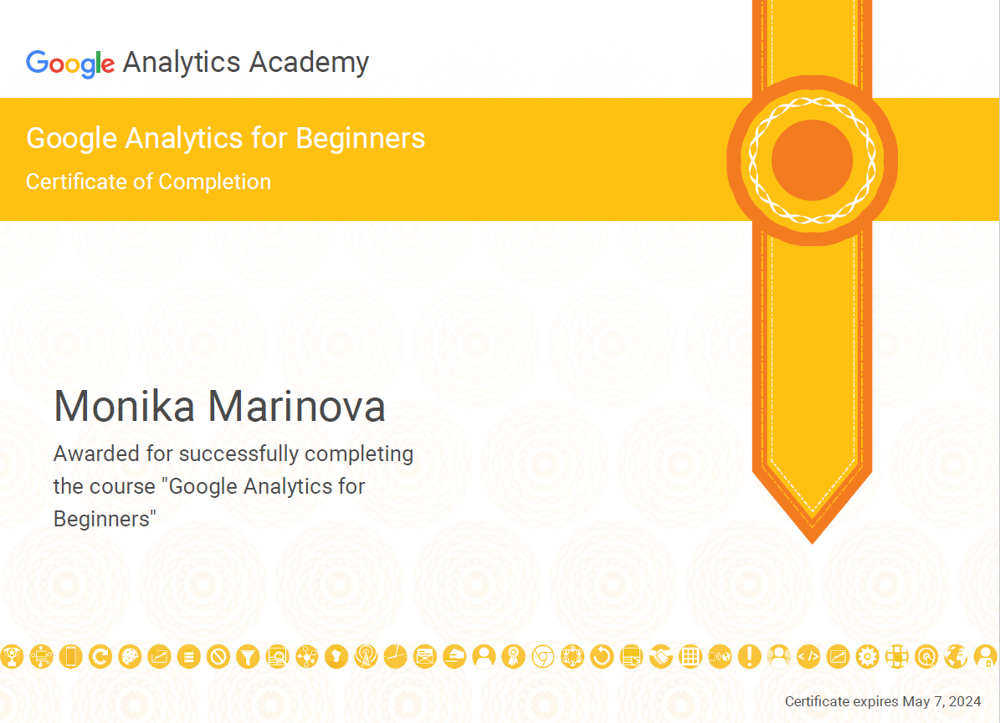 Google Analytics Academy
Google Analytics for Beginners
Certificate of Completion
Monika Marinova
Awarded for successfully completing
the course "Google Analytics for
Beginners"
Certificate expires May 7, 2024